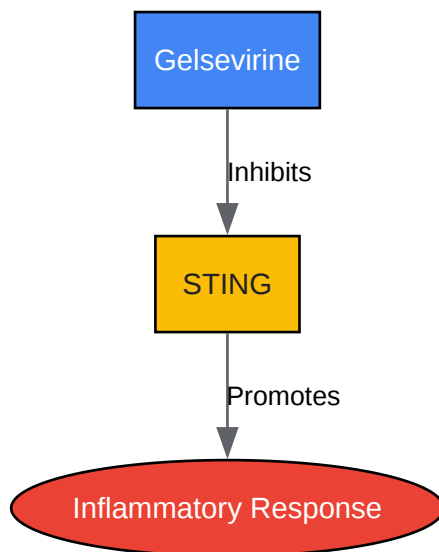 Gelsevirine
Inhibits
STING
Promotes
Inflammatory Response